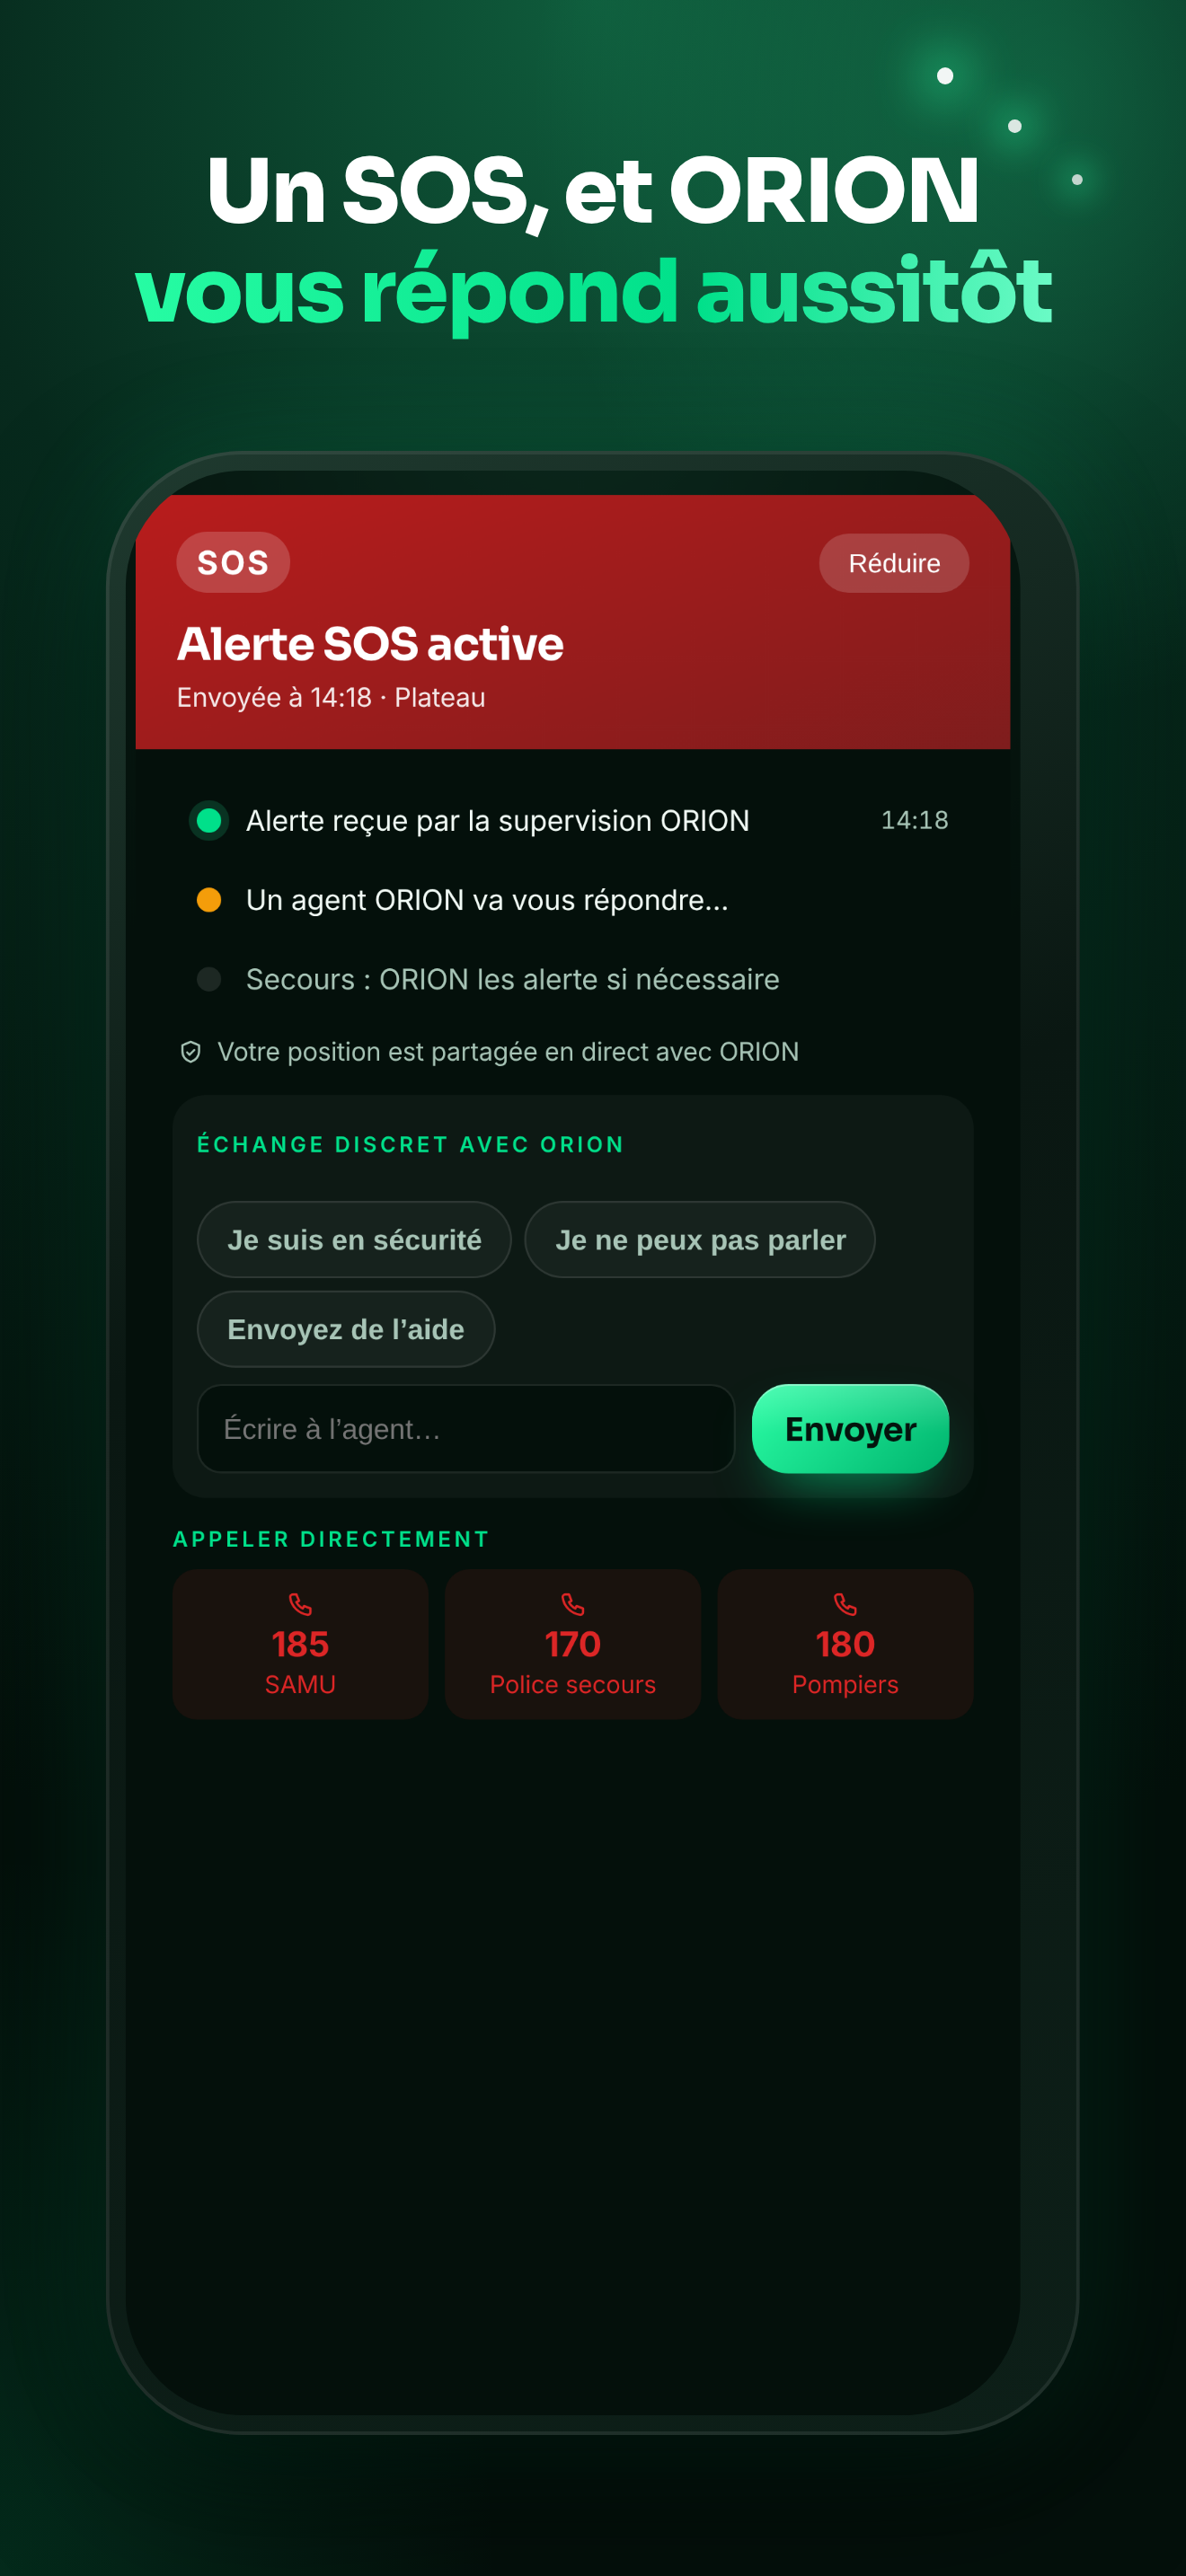 Un SOS, et ORION
vous répond aussitôt
SOS
Réduire
Alerte SOS active
Envoyée à 14:18 · Plateau
Alerte reçue par la supervision ORION 14:18
Un agent ORION va vous répondre…
Secours : ORION les alerte si nécessaire
Votre position est partagée en direct avec ORION
ÉCHANGE DISCRET AVEC ORION
Je suis en sécurité
Je ne peux pas parler
Envoyez de l’aide
Écrire à l’agent…
Envoyer
APPELER DIRECTEMENT
185
SAMU
170
Police secours
180
Pompiers